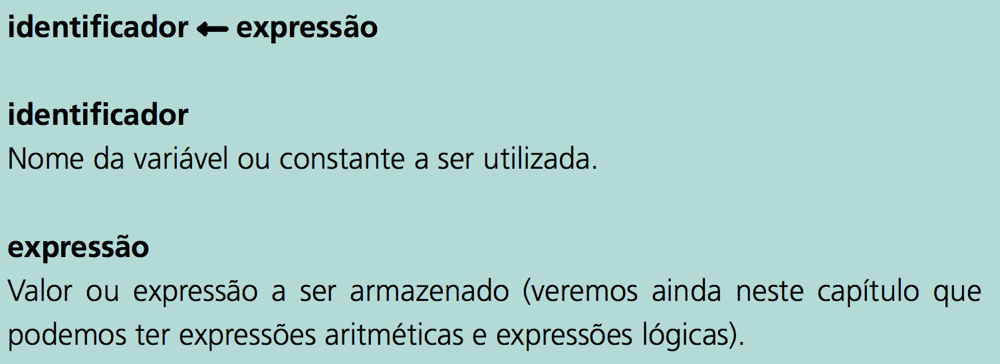 identificador ← expressão
identificador
Nome da variável ou constante a ser utilizada.
expressão
Valor ou expressão a ser armazenado (veremos ainda neste capítulo que
podemos ter expressões aritméticas e expressões lógicas).